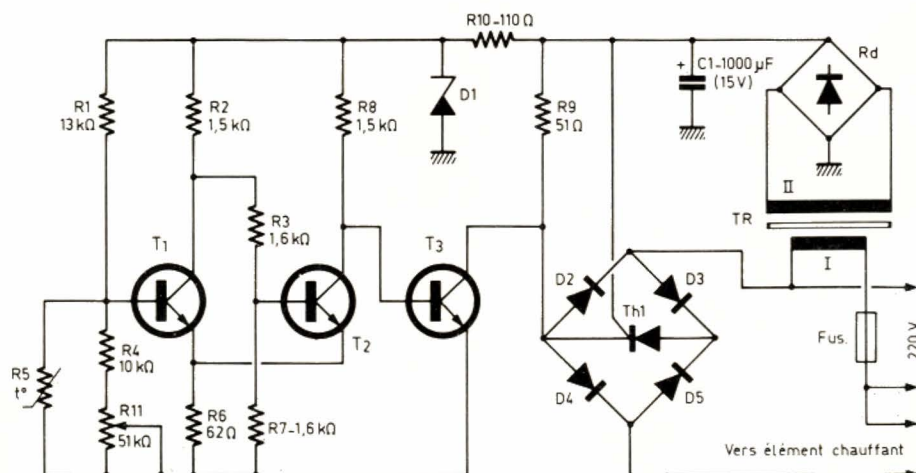 R10-110 Ω
R1
13 kΩ
R2
1,5 kΩ
R8
1,5 kΩ
D1
R9
51 Ω
+ C1-1000 µF
(15V)
Rd
II
TR
I
R3
1,6 kΩ
T1
T2
T3
D2
D3
Th1
D4
D5
Fus.
220 V
R5
t°
R4
10 kΩ
R11
51 kΩ
R6
62 Ω
R7-1,6 kΩ
Vers élément chauffant